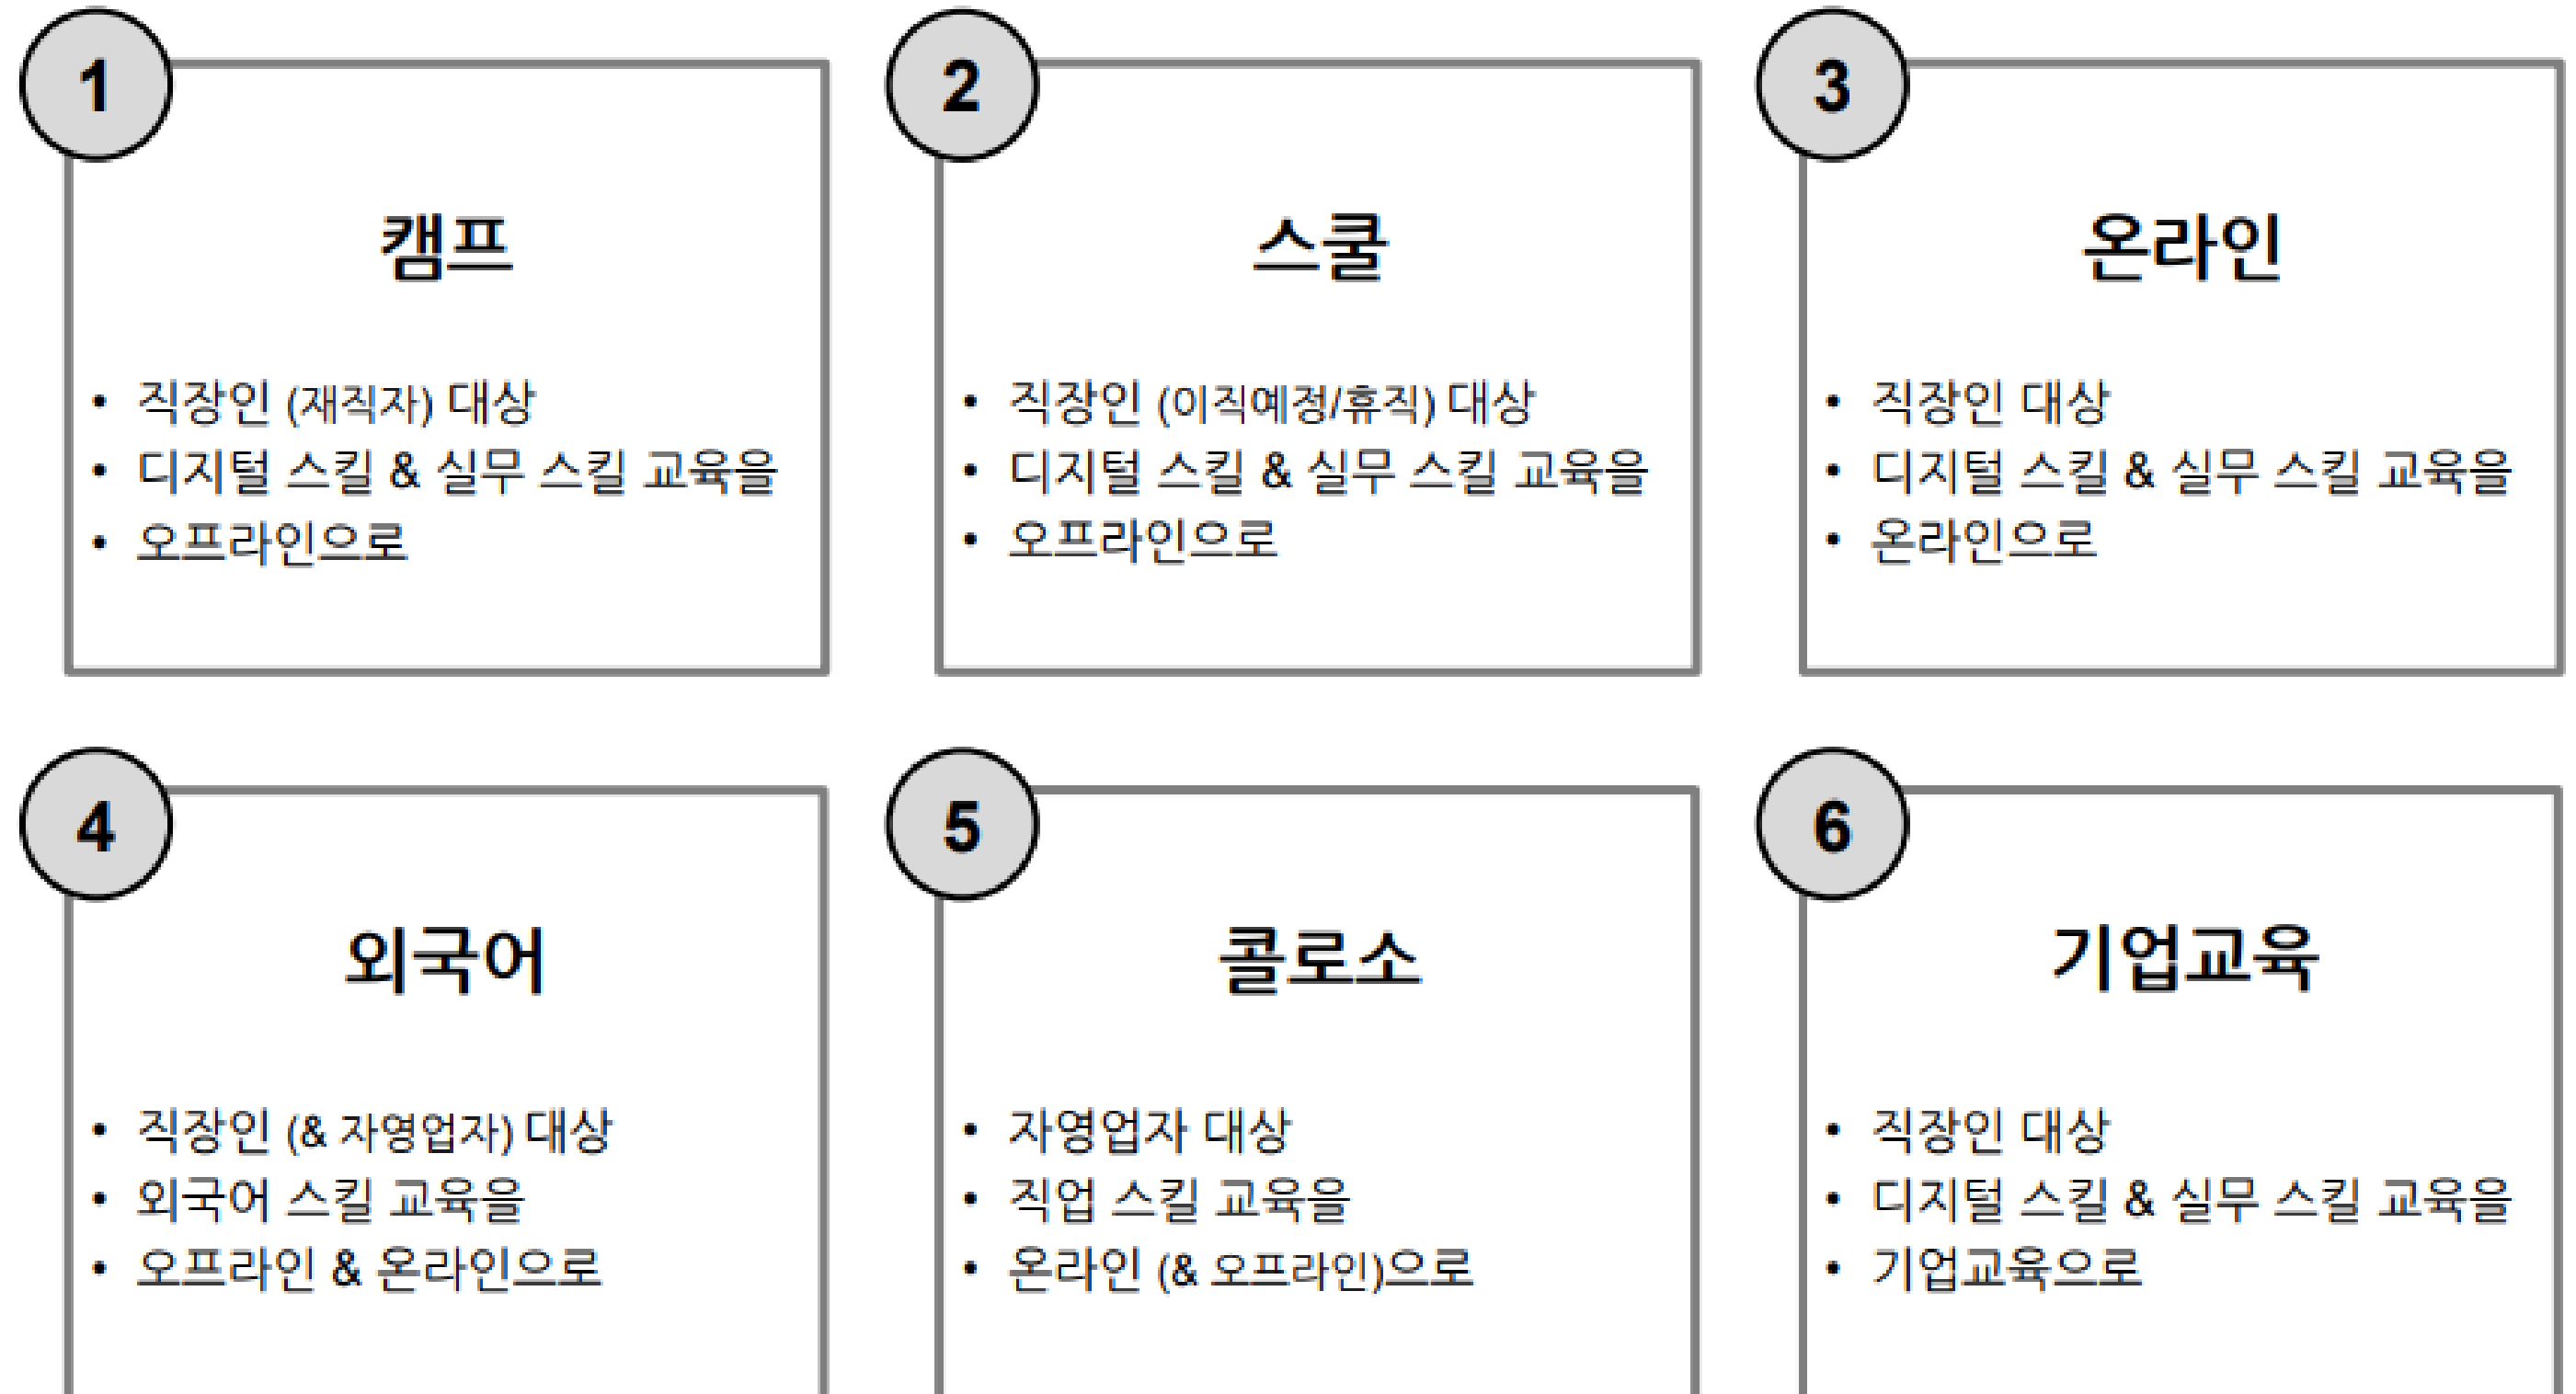 1
캠프
• 직장인 (재직자) 대상
• 디지털 스킬 & 실무 스킬 교육을
• 오프라인으로
2
스쿨
• 직장인 (이직예정/휴직) 대상
• 디지털 스킬 & 실무 스킬 교육을
• 오프라인으로
3
온라인
• 직장인 대상
• 디지털 스킬 & 실무 스킬 교육을
• 온라인으로
4
외국어
• 직장인 (& 자영업자) 대상
• 외국어 스킬 교육을
• 오프라인 & 온라인으로
5
콜로소
• 자영업자 대상
• 직업 스킬 교육을
• 온라인 (& 오프라인)으로
6
기업교육
• 직장인 대상
• 디지털 스킬 & 실무 스킬 교육을
• 기업교육으로